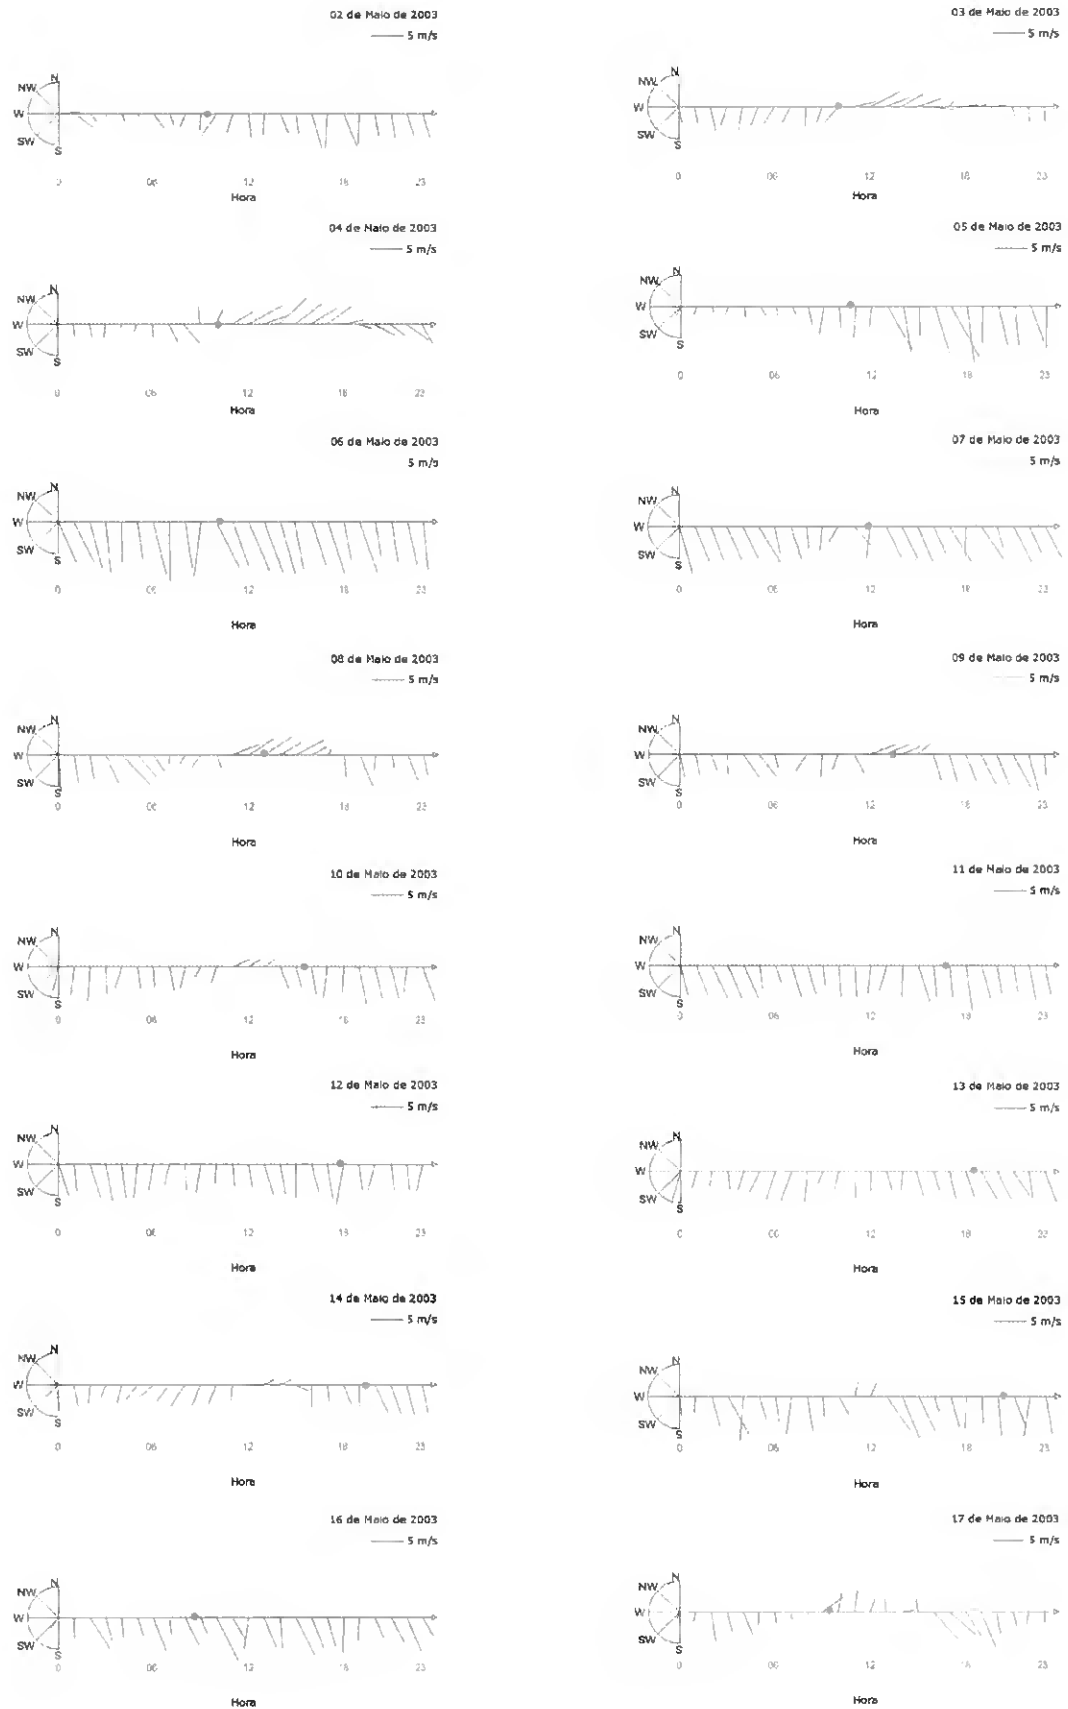 02 de Maio de 2003
5 m/s
N
NW
W
SW
S
0 06 12 18 23
Hora
03 de Maio de 2003
5 m/s
N
NW
W
SW
S
0 06 12 18 23
Hora
04 de Maio de 2003
5 m/s
N
NW
W
SW
S
0 06 12 18 23
Hora
05 de Maio de 2003
5 m/s
N
NW
W
SW
S
0 06 12 18 23
Hora
06 de Maio de 2003
5 m/s
N
NW
W
SW
S
0 06 12 18 23
Hora
07 de Maio de 2003
5 m/s
N
NW
W
SW
S
0 06 12 18 23
Hora
08 de Maio de 2003
5 m/s
N
NW
W
SW
S
0 06 12 18 23
Hora
09 de Maio de 2003
5 m/s
N
NW
W
SW
S
0 06 12 18 23
Hora
10 de Maio de 2003
5 m/s
N
NW
W
SW
S
0 06 12 18 23
Hora
11 de Maio de 2003
5 m/s
N
NW
W
SW
S
0 06 12 18 23
Hora
12 de Maio de 2003
5 m/s
N
NW
W
SW
S
0 06 12 18 23
Hora
13 de Maio de 2003
5 m/s
N
NW
W
SW
S
0 06 12 18 23
Hora
14 de Maio de 2003
5 m/s
N
NW
W
SW
S
0 06 12 18 23
Hora
15 de Maio de 2003
5 m/s
N
NW
W
SW
S
0 06 12 18 23
Hora
16 de Maio de 2003
5 m/s
N
NW
W
SW
S
0 06 12 18 23
Hora
17 de Maio de 2003
5 m/s
N
NW
W
SW
S
0 06 12 18 23
Hora